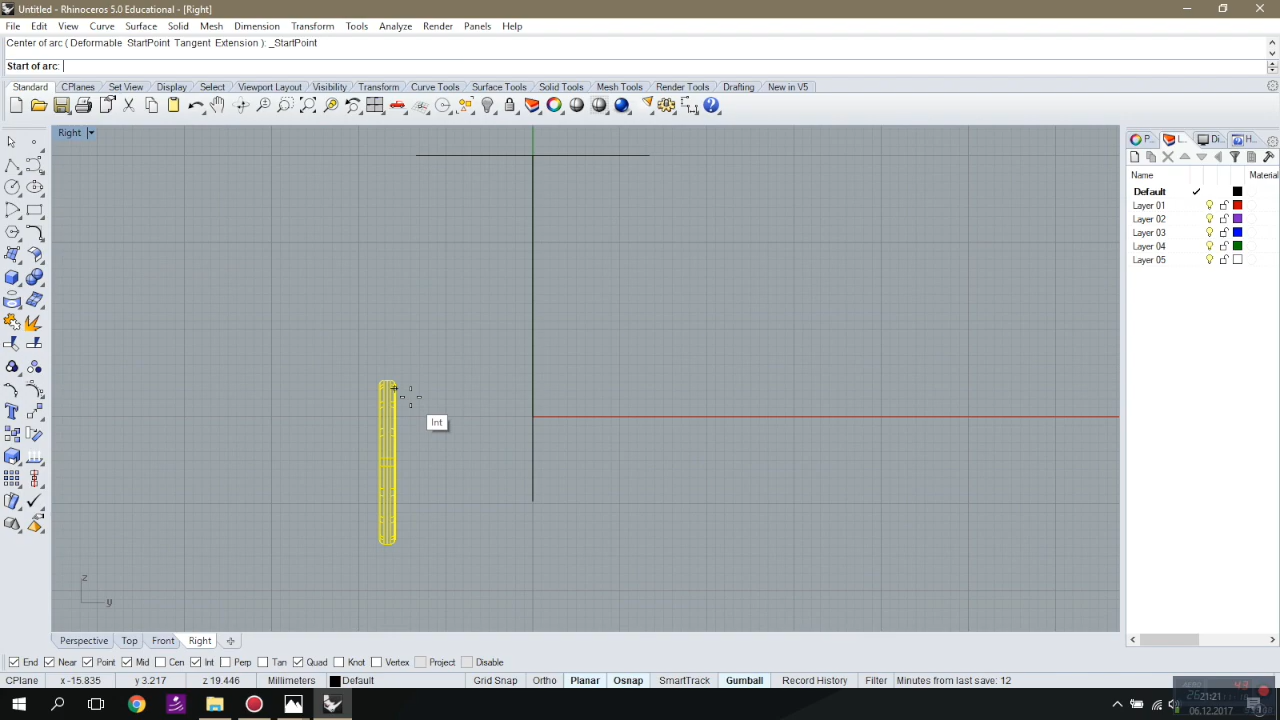 Untitled - Rhinoceros 5.0 Educational - [Right]
File Edit View Curve Surface Solid Mesh Dimension Transform Tools Analyze Render Panels Help
Center of arc ( Deformable StartPoint Tangent Extension ): _StartPoint
Start of arc:
Standard CPlanes Set View Display Select Viewport Layout Visibility Transform Curve Tools Surface Tools Solid Tools Mesh Tools Render Tools Drafting New in V5
Right
P... L... Di... H...
Name Material
Default
Layer 01
Layer 02
Layer 03
Layer 04
Layer 05
Int
z
y
Perspective Top Front Right
End Near Point Mid Cen Int Perp Tan Quad Knot Vertex Project Disable
CPlane x -15.835 y 3.217 z 19.446 Millimeters Default Grid Snap Ortho Planar Osnap SmartTrack Gumball Record History Filter Minutes from last save: 12
21:21
06.12.2017